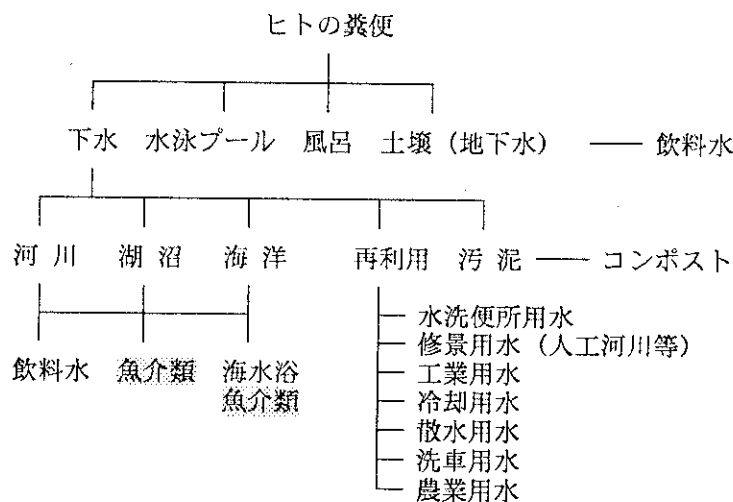 ヒトの糞便
下水 水泳プール 風呂 土壌（地下水） 飲料水
河川 湖沼 海洋 再利用 汚泥 コンポスト
飲料水 魚介類 海水浴
魚介類
水洗便所用水
修景用水（人工河川等）
工業用水
冷却用水
散水用水
洗車用水
農業用水